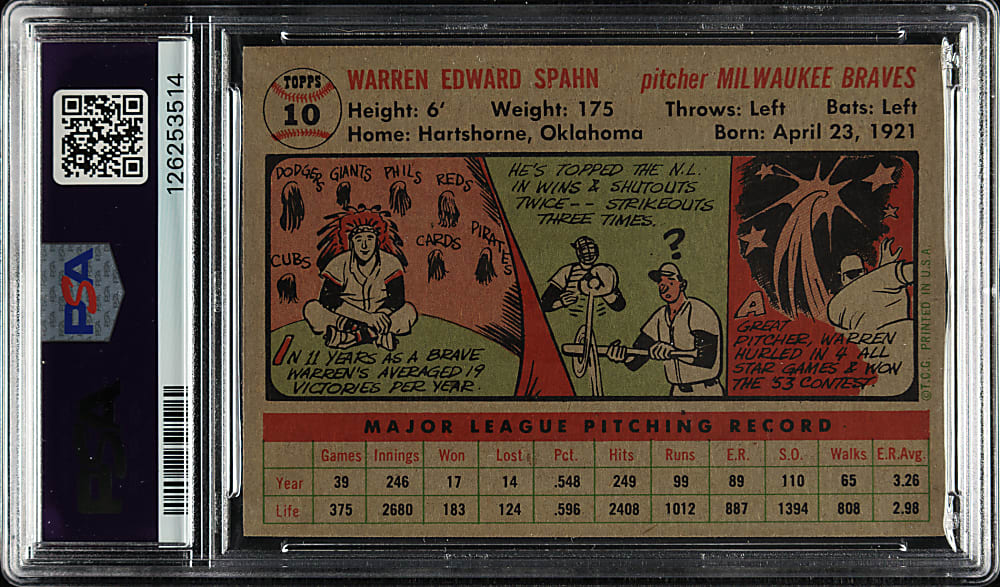 126253514
PSA
PSA
TOPPS
10
WARREN EDWARD SPAHN pitcher MILWAUKEE BRAVES
Height: 6' Weight: 175 Throws: Left Bats: Left
Home: Hartshorne, Oklahoma Born: April 23, 1921
DODGERS GIANTS PHILS REDS
CUBS CARDS PIRATES
IN 11 YEARS AS A BRAVE
WARREN'S AVERAGED 19
VICTORIES PER YEAR.
HE'S TOPPED THE N.L.
IN WINS & SHUTOUTS
TWICE -- STRIKEOUTS
THREE TIMES.
?
A
GREAT
PITCHER, WARREN
HURLED IN 4 ALL
STAR GAMES & WON
THE '53 CONTEST.
© T.C.G. PRINTED IN U.S.A.
MAJOR LEAGUE PITCHING RECORD
Games Innings Won Lost Pct. Hits Runs E.R. S.O. Walks E.R.Avg.
Year 39 246 17 14 .548 249 99 89 110 65 3.26
Life 375 2680 183 124 .596 2408 1012 887 1394 808 2.98